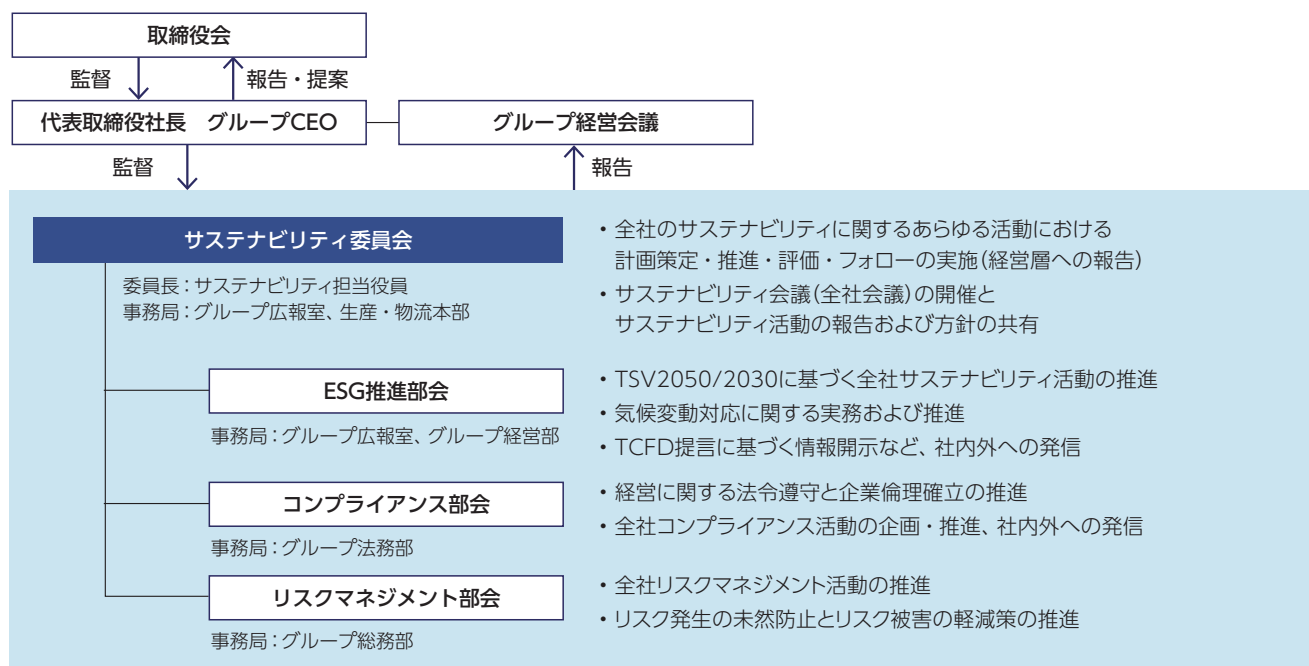 取締役会
監督
報告・提案
代表取締役社長　グループCEO
グループ経営会議
監督
報告
サステナビリティ委員会
委員長：サステナビリティ担当役員
事務局：グループ広報室、生産・物流本部
・全社のサステナビリティに関するあらゆる活動における
計画策定・推進・評価・フォローの実施（経営層への報告）
・サステナビリティ会議（全社会議）の開催と
サステナビリティ活動の報告および方針の共有
ESG推進部会
事務局：グループ広報室、グループ経営部
・TSV2050/2030に基づく全社サステナビリティ活動の推進
・気候変動対応に関する実務および推進
・TCFD提言に基づく情報開示など、社内外への発信
コンプライアンス部会
事務局：グループ法務部
・経営に関する法令遵守と企業倫理確立の推進
・全社コンプライアンス活動の企画・推進、社内外への発信
リスクマネジメント部会
事務局：グループ総務部
・全社リスクマネジメント活動の推進
・リスク発生の未然防止とリスク被害の軽減策の推進